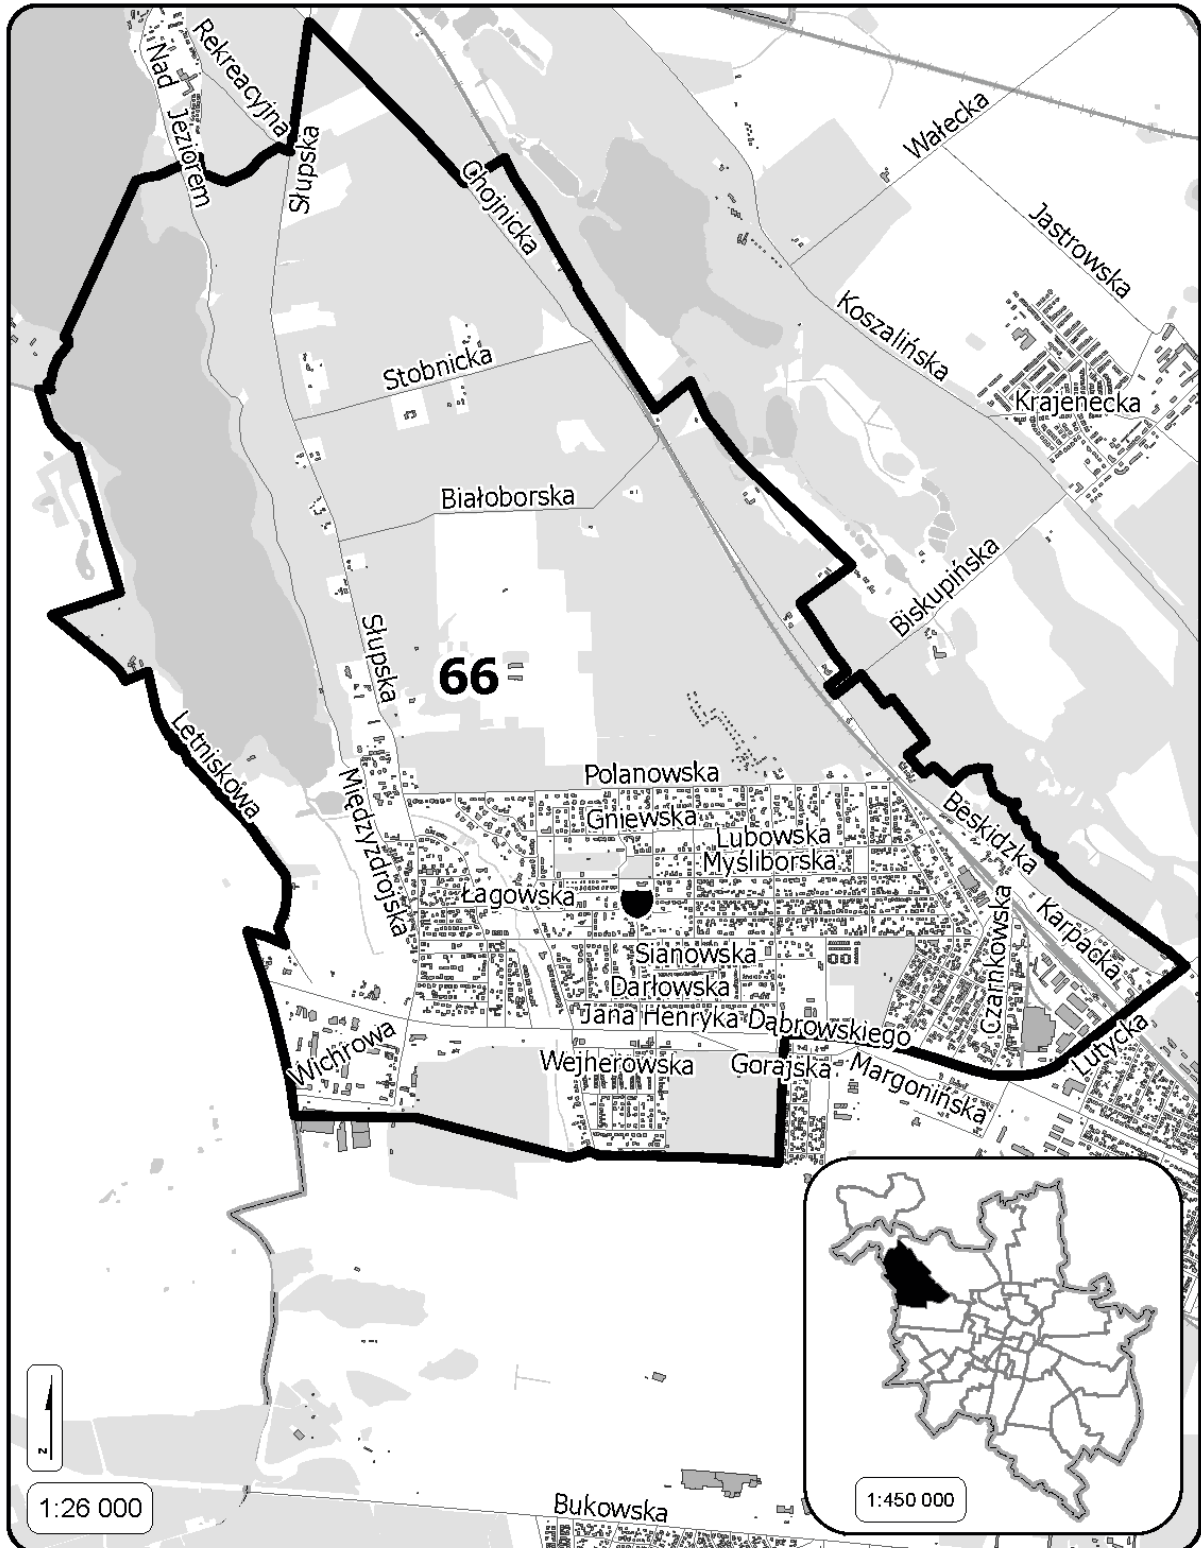 Rekreacyjna
Nad Jeziorem
Słupska
Chojnicka
Wałecka
Jastrowska
Koszalińska
Krajenecka
Stobnicka
Białoborska
Biskupińska
Słupska
66
Letniskowa
Międzyzdrojska
Polanowska
Gniewska
Lubowska
Myśliborska
Beskidzka
Łagowska
Karpacka
Czarnkowska
Sianowska
Darłowska
Jana Henryka Dąbrowskiego
Lutycka
Wichrowa
Wejherowska
Gorajska
Margonińska
N
1:26 000
1:450 000
Bukowska